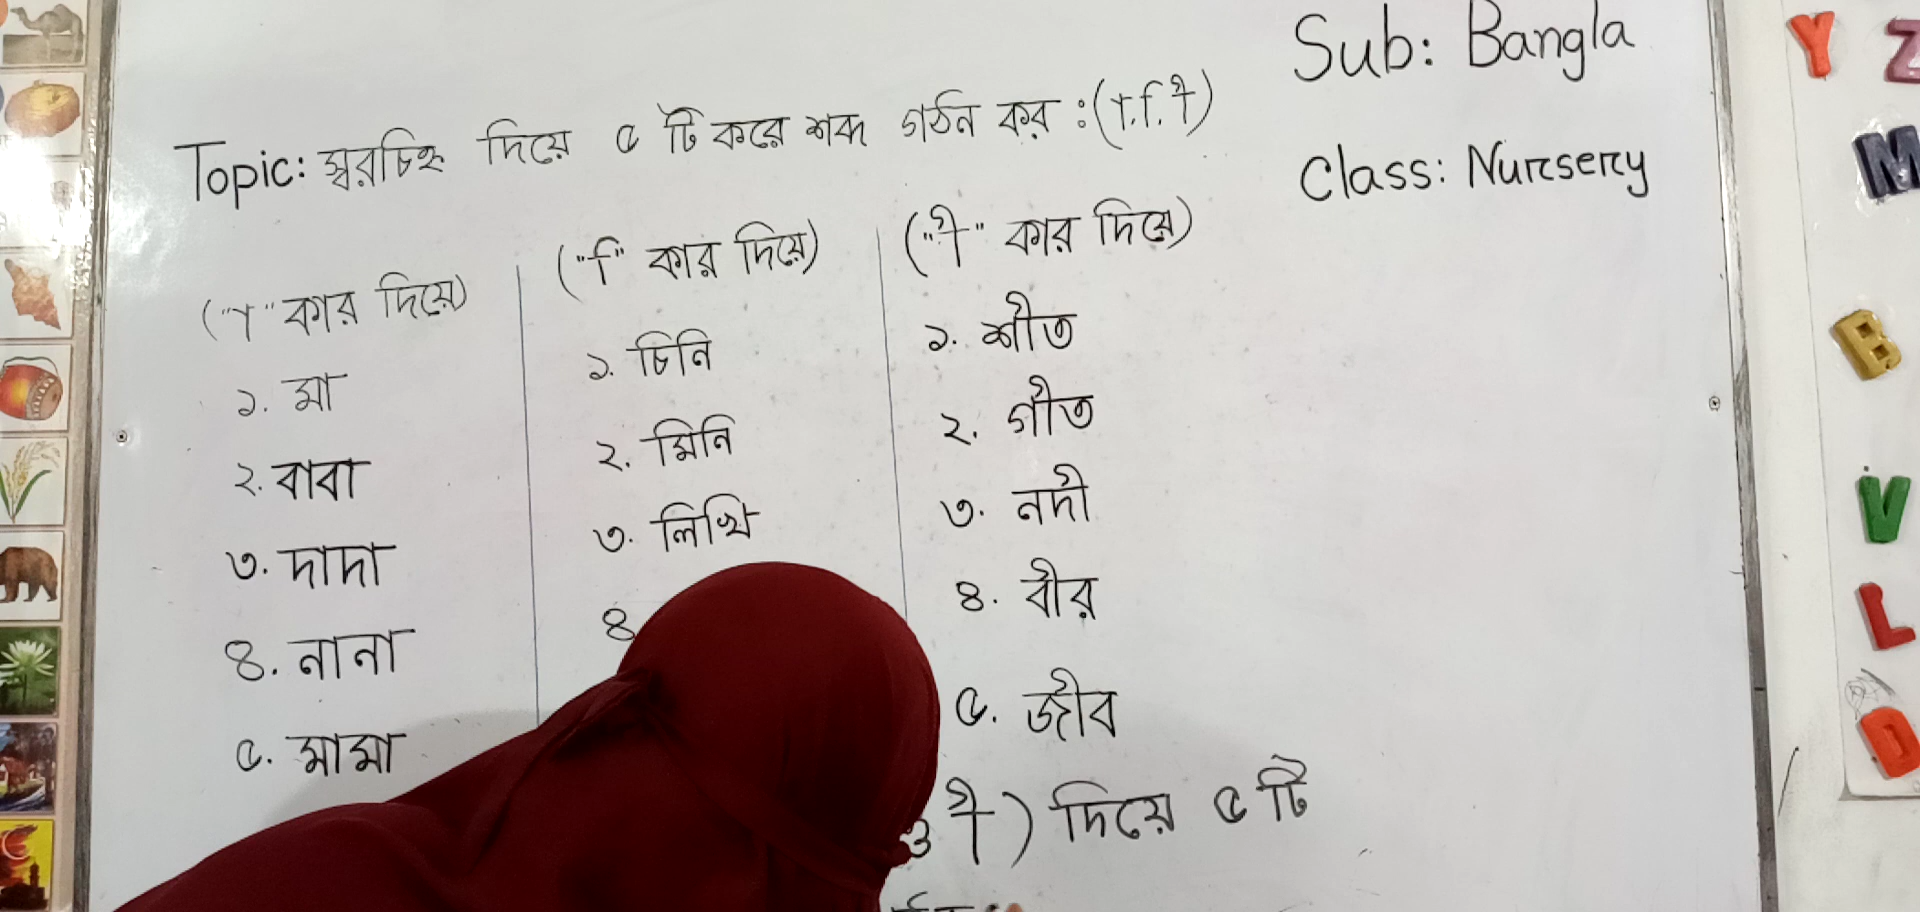 Sub: Bangla
Topic: স্বরচিহ্ন দিয়ে ৫ টি করে শব্দ গঠন কর :(া.ি.ী)
Class: Nursery
("া" কার দিয়ে)
১. মা
২. বাবা
৩. দাদা
৪. নানা
৫. মামা
("ি" কার দিয়ে)
১. চিনি
২. মিনি
৩. লিখি
৪
("ী" কার দিয়ে)
১. শীত
২. গীত
৩. নদী
৪. বীর
৫. জীব
ও ী) দিয়ে ৫ টি
Y
Z
M
B
V
L
D